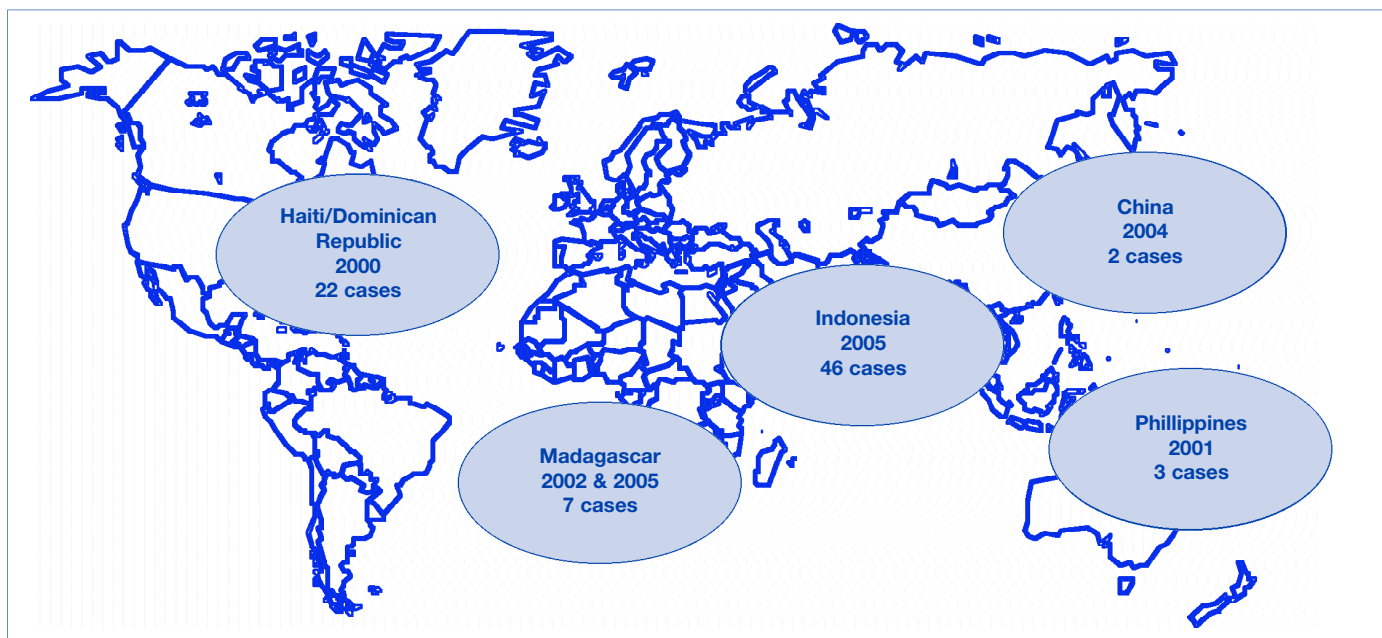 Haiti/Dominican
Republic
2000
22 cases
China
2004
2 cases
Indonesia
2005
46 cases
Madagascar
2002 & 2005
7 cases
Phillippines
2001
3 cases